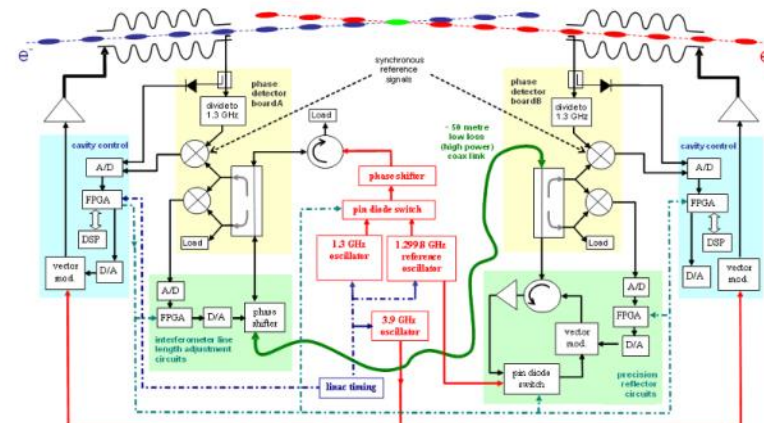 e-
synchronous
reference
signals
phase
detector
board A
divide to
1.3 GHz
Load
~ 50 metre
low loss
(high power)
coax link
phase
detector
board B
divide to
1.3 GHz
e
cavity control
A/D
FPGA
DSP
vector
mod.
D/A
Load
phase shifter
pin diode switch
1.3 GHz
oscillator
1.2998 GHz
reference
oscillator
3.9 GHz
oscillator
linac timing
A/D
FPGA
D/A
phase
shifter
interferometer line
length adjustment
circuits
Load
A/D
FPGA
D/A
vector
mod.
pin diode
switch
precision
reflector
circuits
cavity control
A/D
FPGA
DSP
D/A
vector
mod.